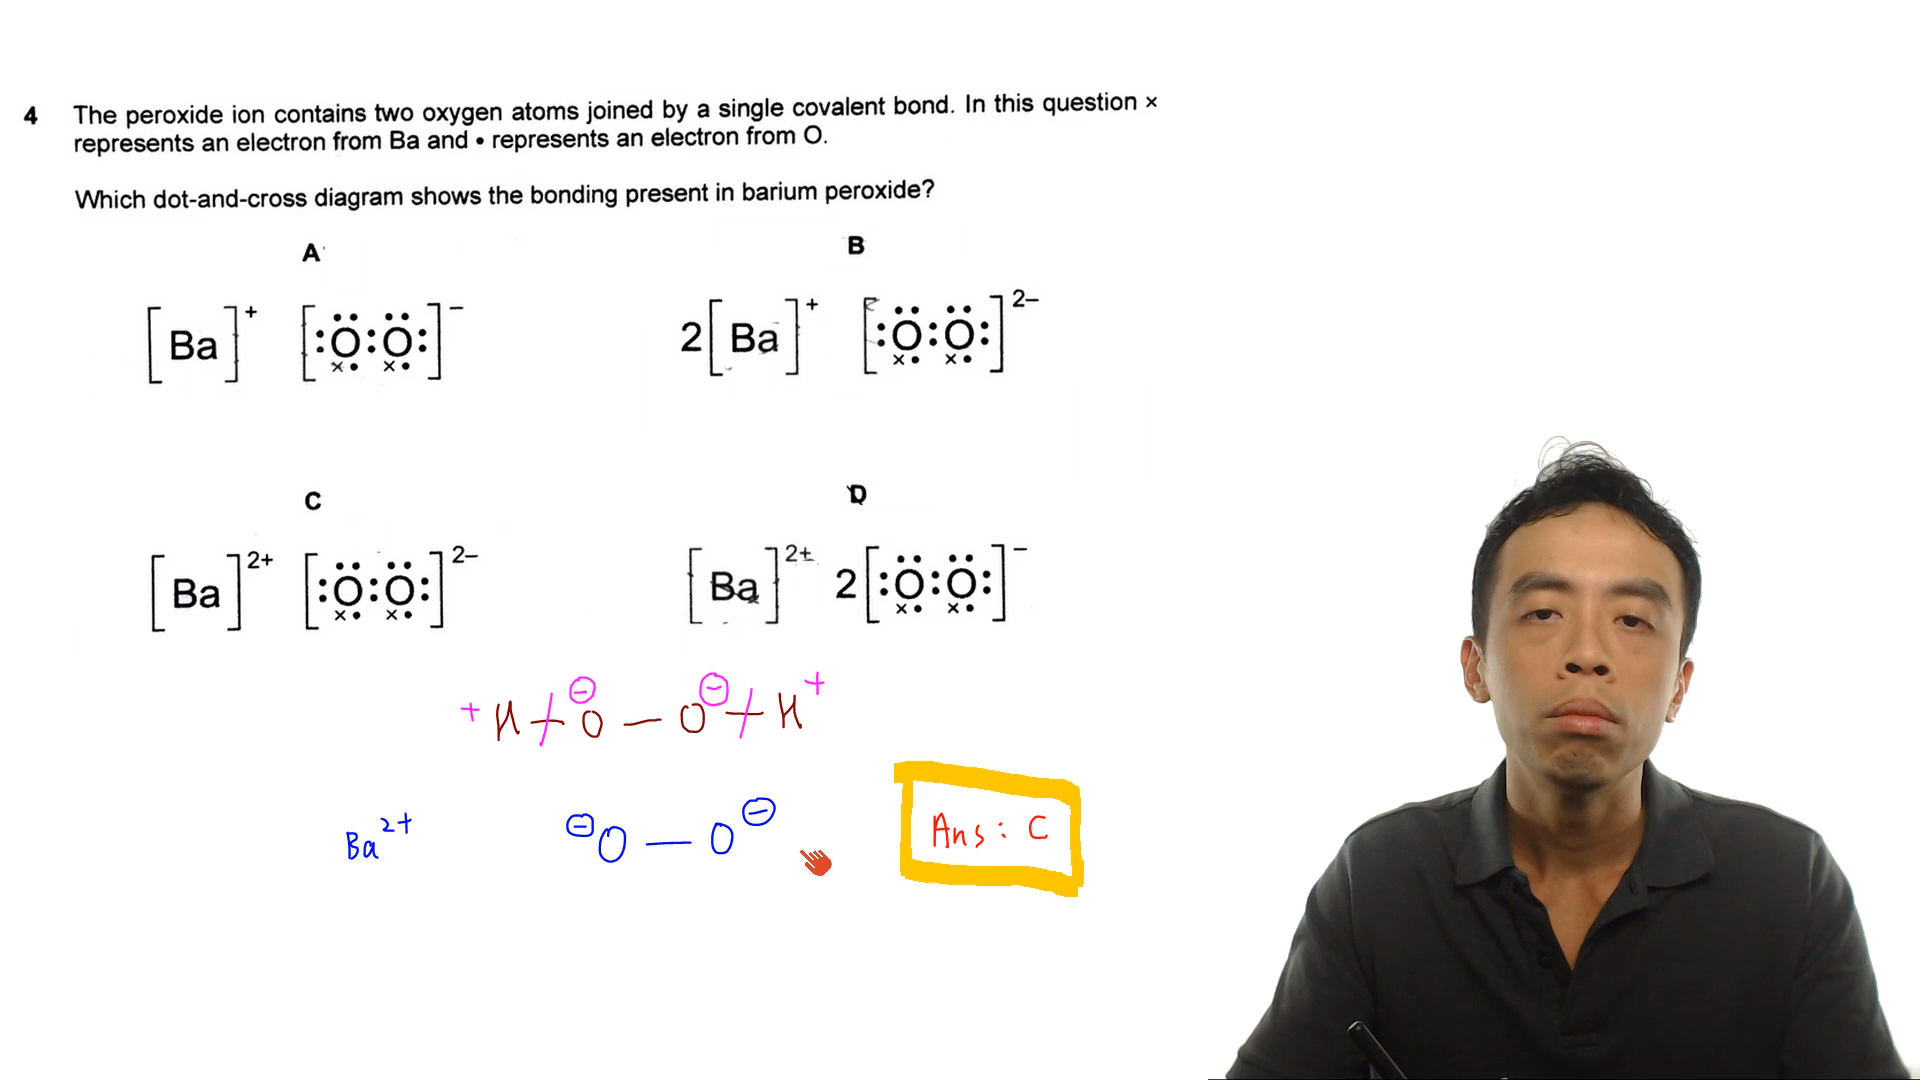 4 The peroxide ion contains two oxygen atoms joined by a single covalent bond. In this question ×
represents an electron from Ba and • represents an electron from O.
Which dot-and-cross diagram shows the bonding present in barium peroxide?
A
B
[Ba]+ [:O:O:]−
2[Ba]+ [:O:O:]2−
C
D
[Ba]2+ [:O:O:]2−
[Ba]2+ 2[:O:O:]−
+ H + O⊖ — O⊖ + H +
Ba2+ ⊖O — O⊖
Ans: C